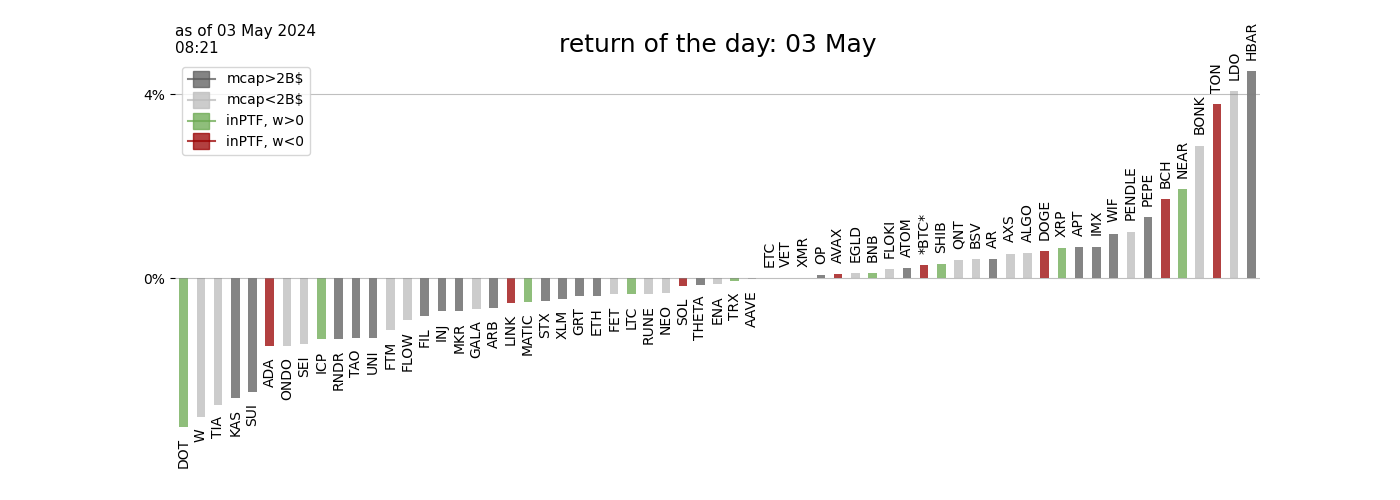 as of 03 May 2024
08:21
return of the day: 03 May
mcap>2B$
mcap<2B$
inPTF, w>0
inPTF, w<0
4%
0%
DOT
W
TIA
KAS
SUI
ADA
ONDO
SEI
ICP
RNDR
TAO
UNI
FTM
FLOW
FIL
INJ
MKR
GALA
ARB
LINK
MATIC
STX
XLM
GRT
ETH
FET
LTC
RUNE
NEO
SOL
THETA
ENA
TRX
AAVE
ETC
VET
XMR
OP
AVAX
EGLD
BNB
FLOKI
ATOM
*BTC*
SHIB
QNT
BSV
AR
AXS
ALGO
DOGE
XRP
APT
IMX
WIF
PENDLE
PEPE
BCH
NEAR
BONK
TON
LDO
HBAR